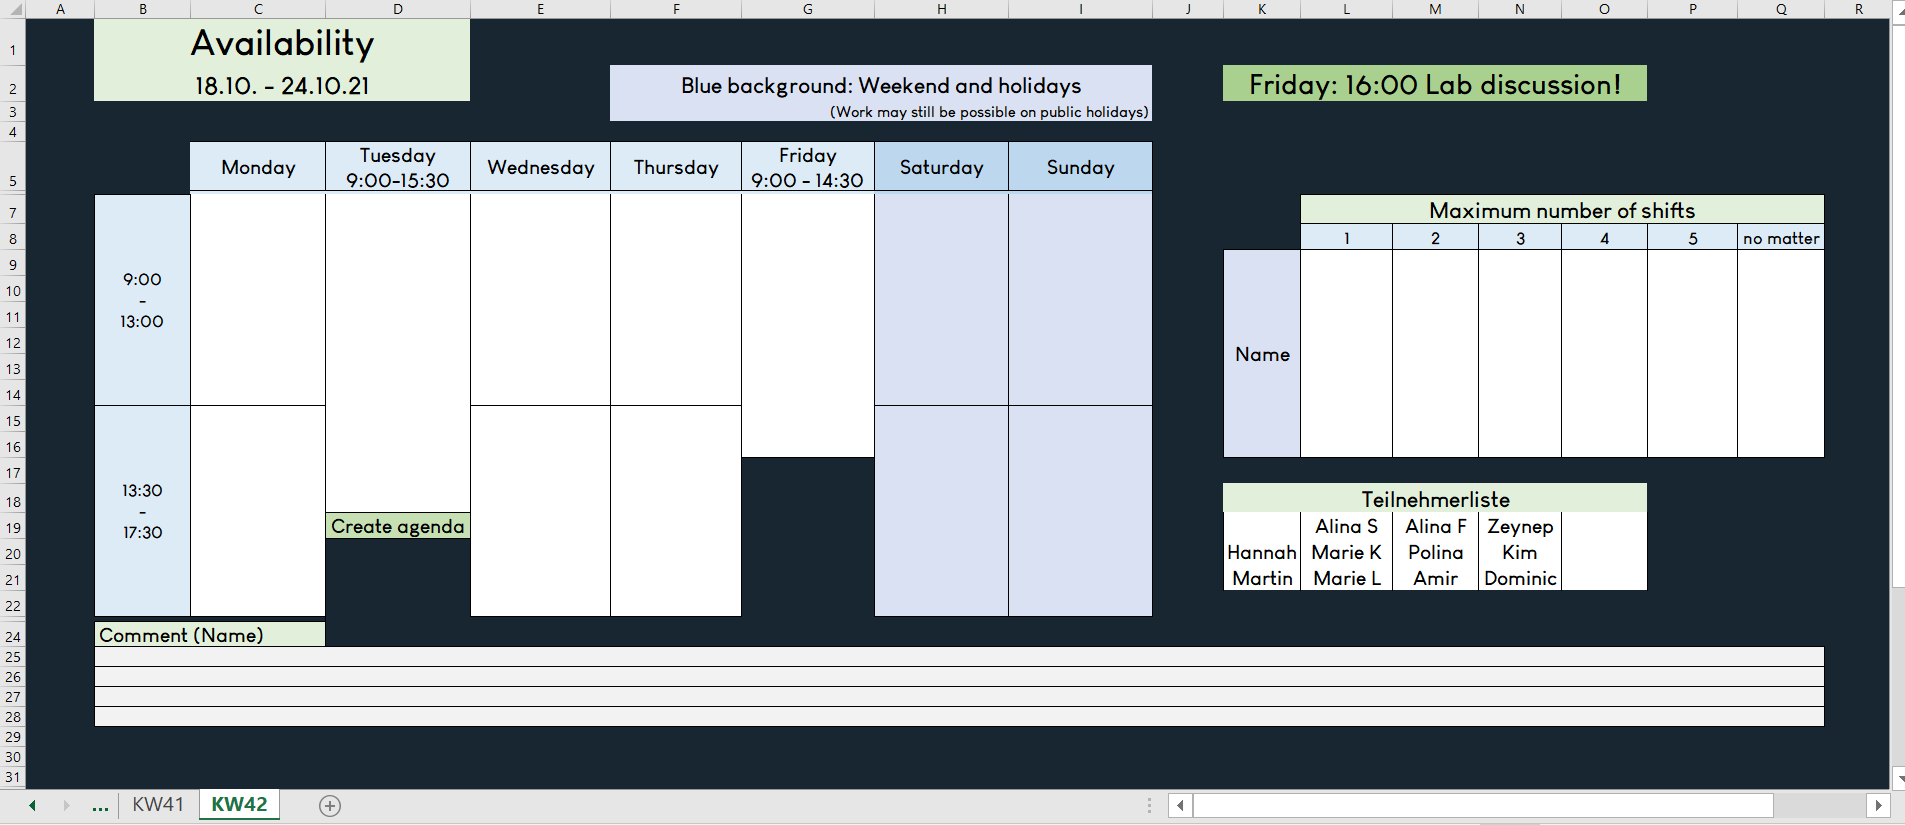 A B C D E F G H I J K L M N O P Q R
1
2
3
4
5
7
8
9
10
11
12
13
14
15
16
17
18
19
20
21
22
24
25
26
27
28
29
30
31
Availability
18.10. - 24.10.21
Blue background: Weekend and holidays
(Work may still be possible on public holidays)
Friday: 16:00 Lab discussion!
Monday
Tuesday
9:00-15:30
Wednesday
Thursday
Friday
9:00 - 14:30
Saturday
Sunday
9:00
-
13:00
13:30
-
17:30
Create agenda
Maximum number of shifts
1 2 3 4 5 no matter
Name
Teilnehmerliste
Alina S Alina F Zeynep
Hannah Marie K Polina Kim
Martin Marie L Amir Dominic
Comment (Name)
... KW41 KW42